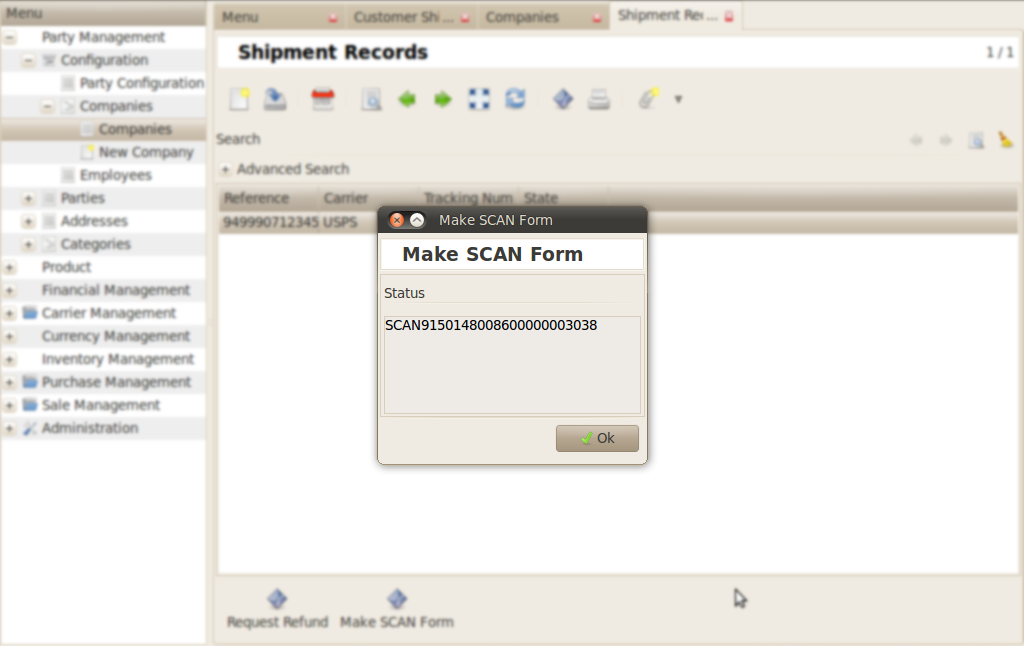 Menu
Party Management
Configuration
Party Configuration
Companies
Companies
New Company
Employees
Parties
Addresses
Categories
Product
Financial Management
Carrier Management
Currency Management
Inventory Management
Purchase Management
Sale Management
Administration
Menu Customer Shi ... Companies Shipment Rec ...
Shipment Records 1 / 1
Search
Advanced Search
Reference Carrier Tracking Num State
949990712345 USPS
Make SCAN Form
Make SCAN Form
Status
SCAN9150148008600000003038
Ok
Request Refund Make SCAN Form